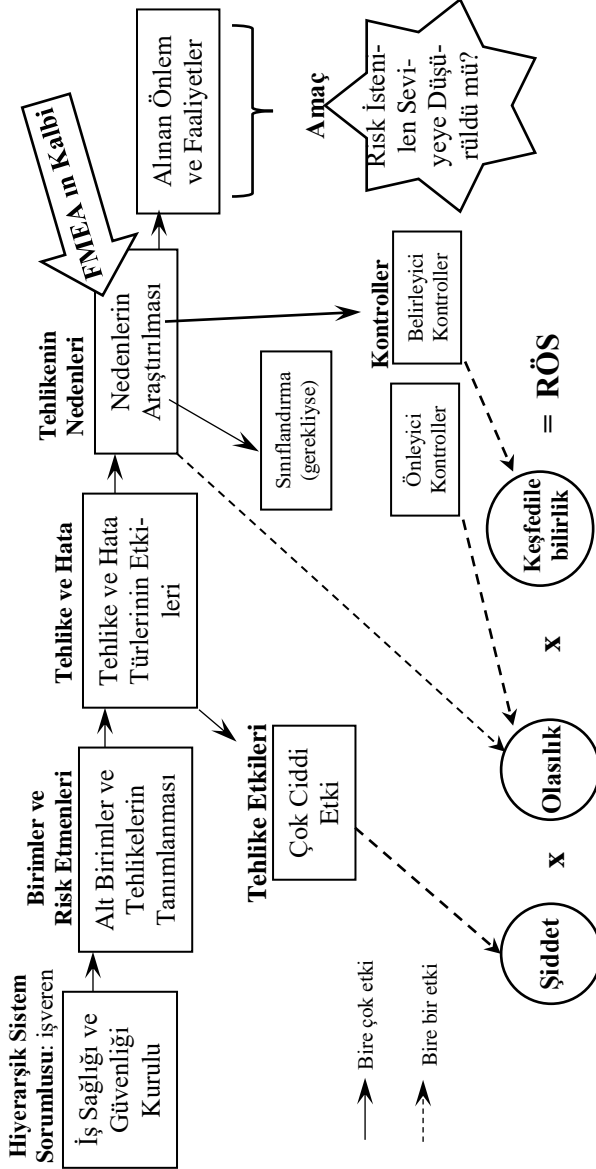 Hiyerarşik Sistem
Sorumlusu: işveren
İş Sağlığı ve
Güvenliği
Kurulu
Birimler ve
Risk Etmenleri
Alt Birimler ve
Tehlikelerin
Tanımlanması
Tehlike ve Hata
Tehlike ve Hata
Türlerinin Etki-
leri
Tehlikenin
Nedenleri
Nedenlerin
Araştırılması
FMEA ın Kalbi
Alınan Önlem
ve Faaliyetler
Tehlike Etkileri
Çok Ciddi
Etki
Sınıflandırma
(gerekliyse)
Amaç
Risk İsteni-
len Sevi-
yeye Düşü-
rüldü mü?
Kontroller
Önleyici
Kontroller
Belirleyici
Kontroller
Bire çok etki
Bire bir etki
Şiddet
x
Olasılık
x
Keşfedile
bilirlik
= RÖS